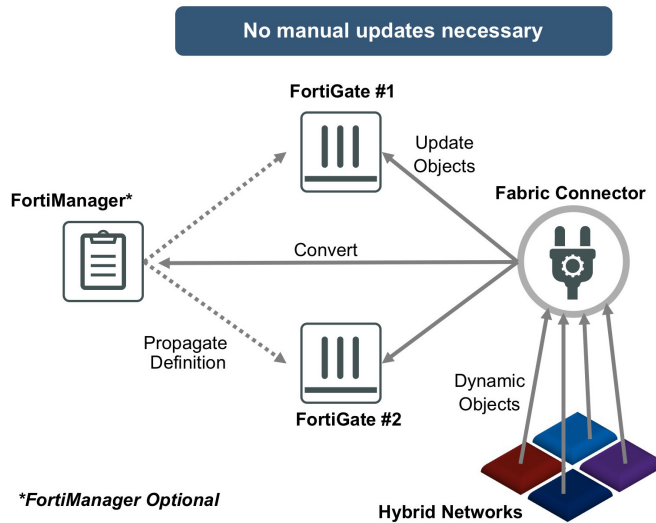 No manual updates necessary
FortiGate #1
Update
Objects
Fabric Connector
FortiManager*
Convert
Propagate
Definition
Dynamic
Objects
FortiGate #2
*FortiManager Optional
Hybrid Networks